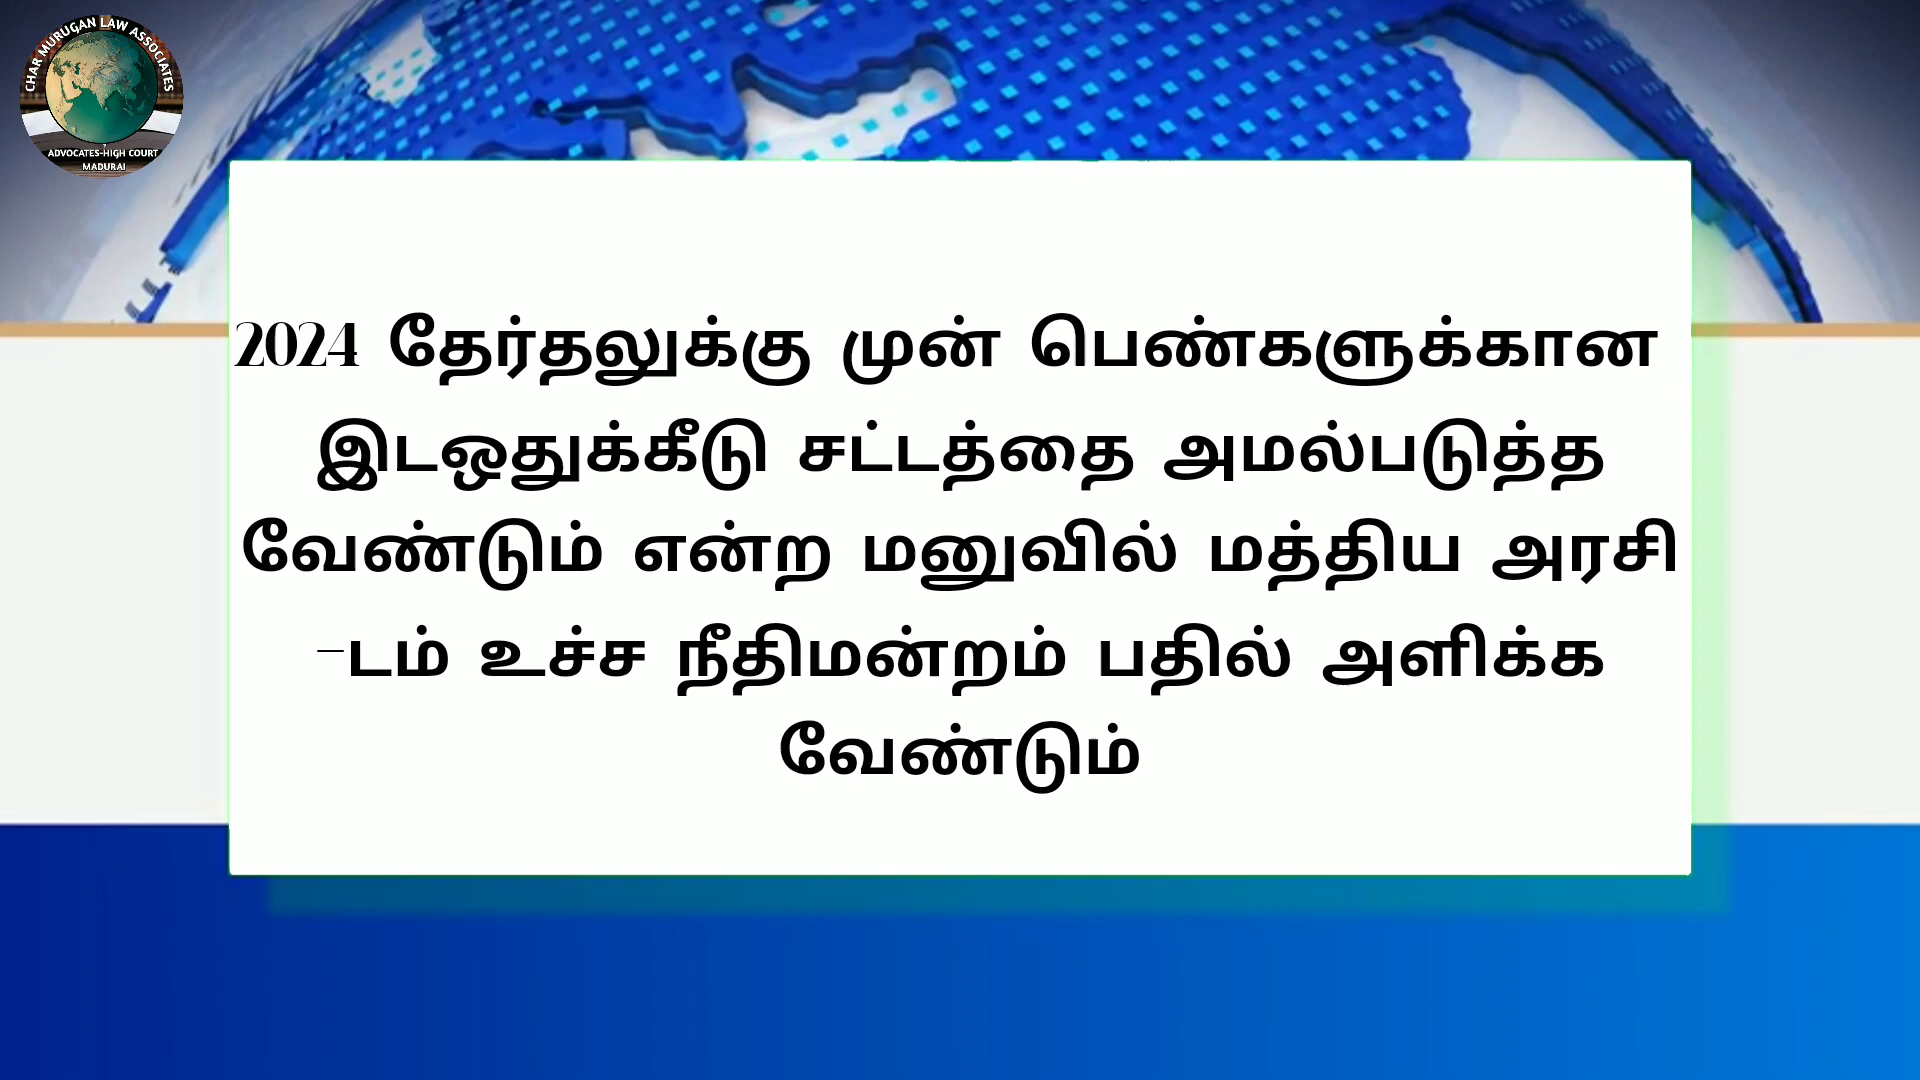 CHAR MURUGAN LAW ASSOCIATES
ADVOCATES-HIGH COURT
MADURAI
2024 தேர்தலுக்கு முன் பெண்களுக்கான
இடஒதுக்கீடு சட்டத்தை அமல்படுத்த
வேண்டும் என்ற மனுவில் மத்திய அரசி
-டம் உச்ச நீதிமன்றம் பதில் அளிக்க
வேண்டும்